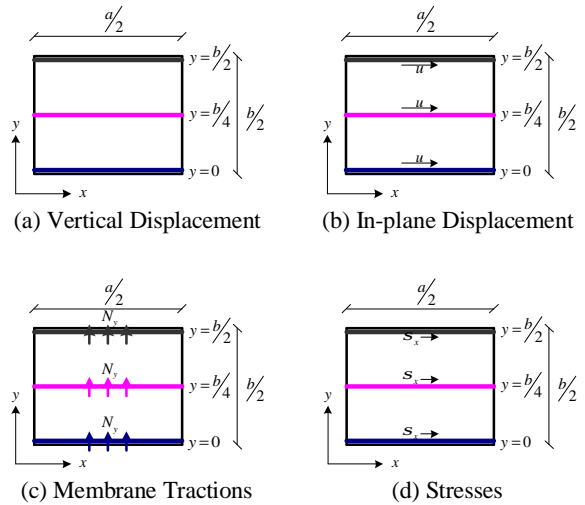 a/2
a/2
y = b/2
y = b/4
y = 0
b/2
y
x
u
u
u
y = b/2
y = b/4
y = 0
b/2
y
x
(a) Vertical Displacement
(b) In-plane Displacement
a/2
a/2
N_y
N_y
N_y
y = b/2
y = b/4
y = 0
b/2
y
x
s_x
s_x
s_x
y = b/2
y = b/4
y = 0
b/2
y
x
(c) Membrane Tractions
(d) Stresses